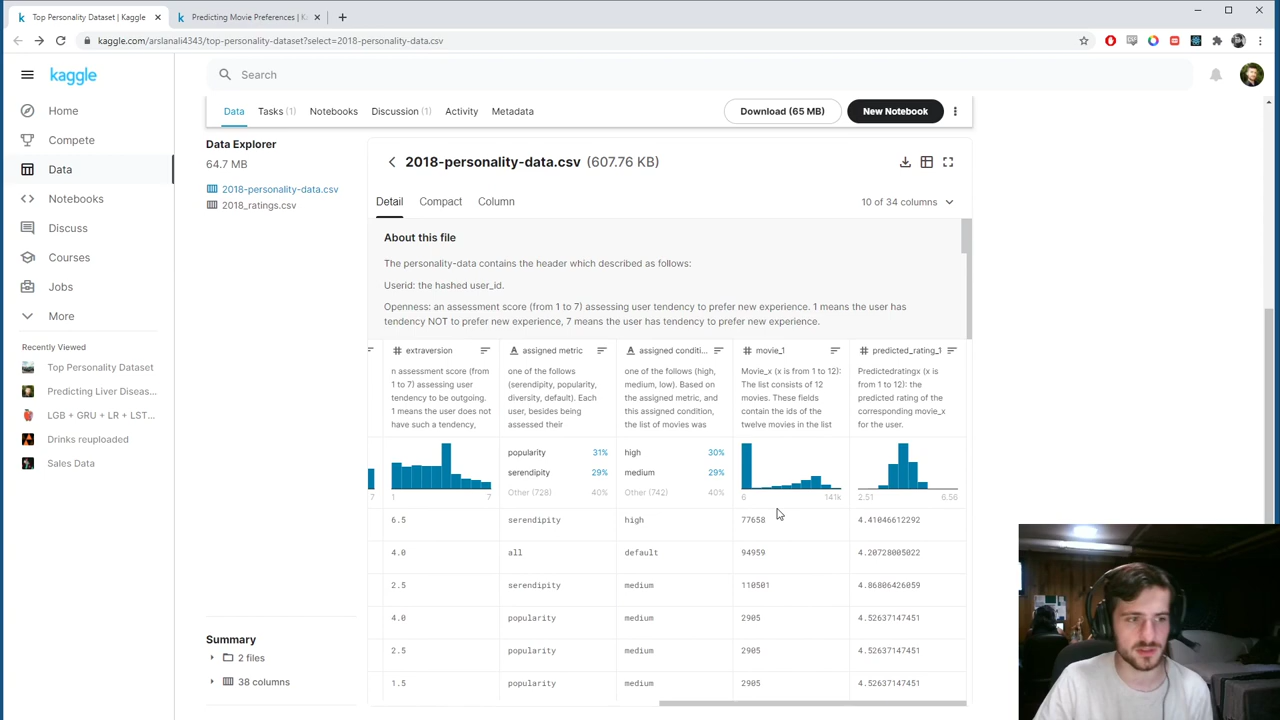 Top Personality Dataset | Kaggle
Predicting Movie Preferences | K
kaggle.com/arslanali4343/top-personality-dataset?select=2018-personality-data.csv
kaggle
Search
Home
Compete
Data
Notebooks
Discuss
Courses
Jobs
More
Recently Viewed
Top Personality Dataset
Predicting Liver Diseas...
LGB + GRU + LR + LST...
Drinks reuploaded
Sales Data
Data
Tasks (1)
Notebooks
Discussion (1)
Activity
Metadata
Download (65 MB)
New Notebook
Data Explorer
64.7 MB
2018-personality-data.csv
2018_ratings.csv
Summary
2 files
38 columns
2018-personality-data.csv (607.76 KB)
Detail
Compact
Column
10 of 34 columns
About this file
The personality-data contains the header which described as follows:
Userid: the hashed user_id.
Openness: an assessment score (from 1 to 7) assessing user tendency to prefer new experience. 1 means the user has
tendency NOT to prefer new experience, 7 means the user has tendency to prefer new experience.
# extraversion
A assigned metric
A assigned conditi...
# movie_1
# predicted_rating_1
n assessment score (from
1 to 7) assessing user
tendency to be outgoing.
1 means the user does not
have such a tendency,
one of the follows
(serendipity, popularity,
diversity, default). Each
user, besides being
assessed their
one of the follows (high,
medium, low). Based on
the assigned metric, and
this assigned condition,
the list of movies was
Movie_x (x is from 1 to 12):
The list consists of 12
movies. These fields
contain the ids of the
twelve movies in the list
Predictedratingx (x is
from 1 to 12): the
predicted rating of the
corresponding movie_x
for the user.
7
1 7
popularity 31%
serendipity 29%
Other (728) 40%
high 30%
medium 29%
Other (742) 40%
6 141k
2.51 6.56
6.5 serendipity high 77658 4.41046612292
4.0 all default 94959 4.20728005022
2.5 serendipity medium 110501 4.86806426059
4.0 popularity medium 2905 4.52637147451
2.5 popularity medium 2905 4.52637147451
1.5 popularity medium 2905 4.52637147451